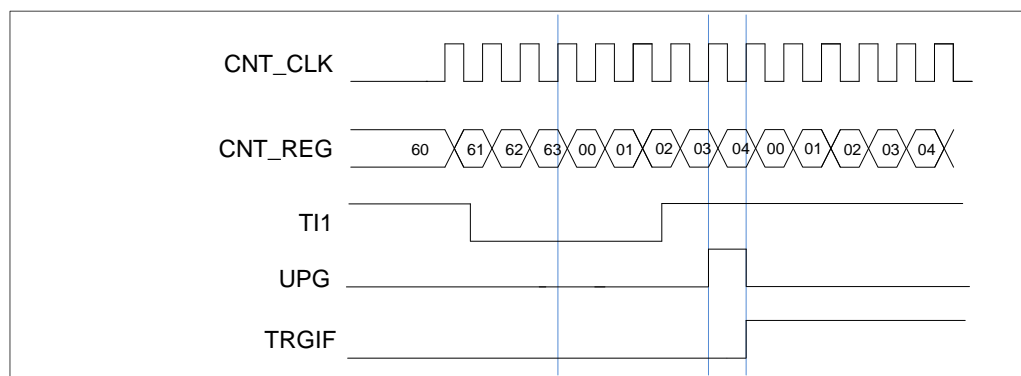 CNT_CLK
CNT_REG 60 61 62 63 00 01 02 03 04 00 01 02 03 04
TI1
UPG
TRGIF